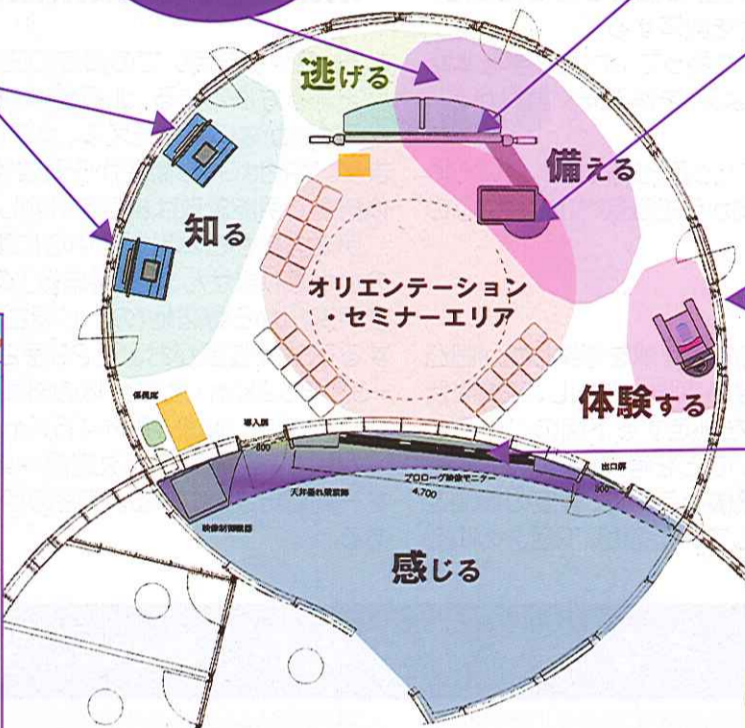 逃げる
備える
知る
オリエンテーション
・セミナーエリア
体験する
係員席
導入扉
800
出口扉
プロローグ映像モニター
天井垂れ壁装飾
4,700
映像制御機器
感じる